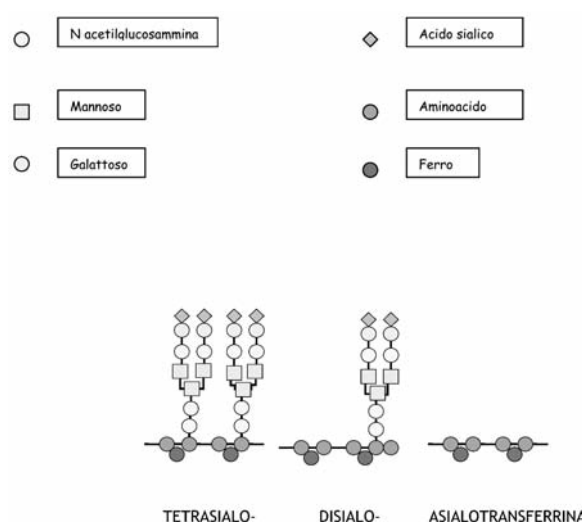 N acetilglucosammina
Acido sialico
Mannoso
Aminoacido
Galattoso
Ferro
TETRASIALO- DISIALO- ASIALOTRANSFERRINA